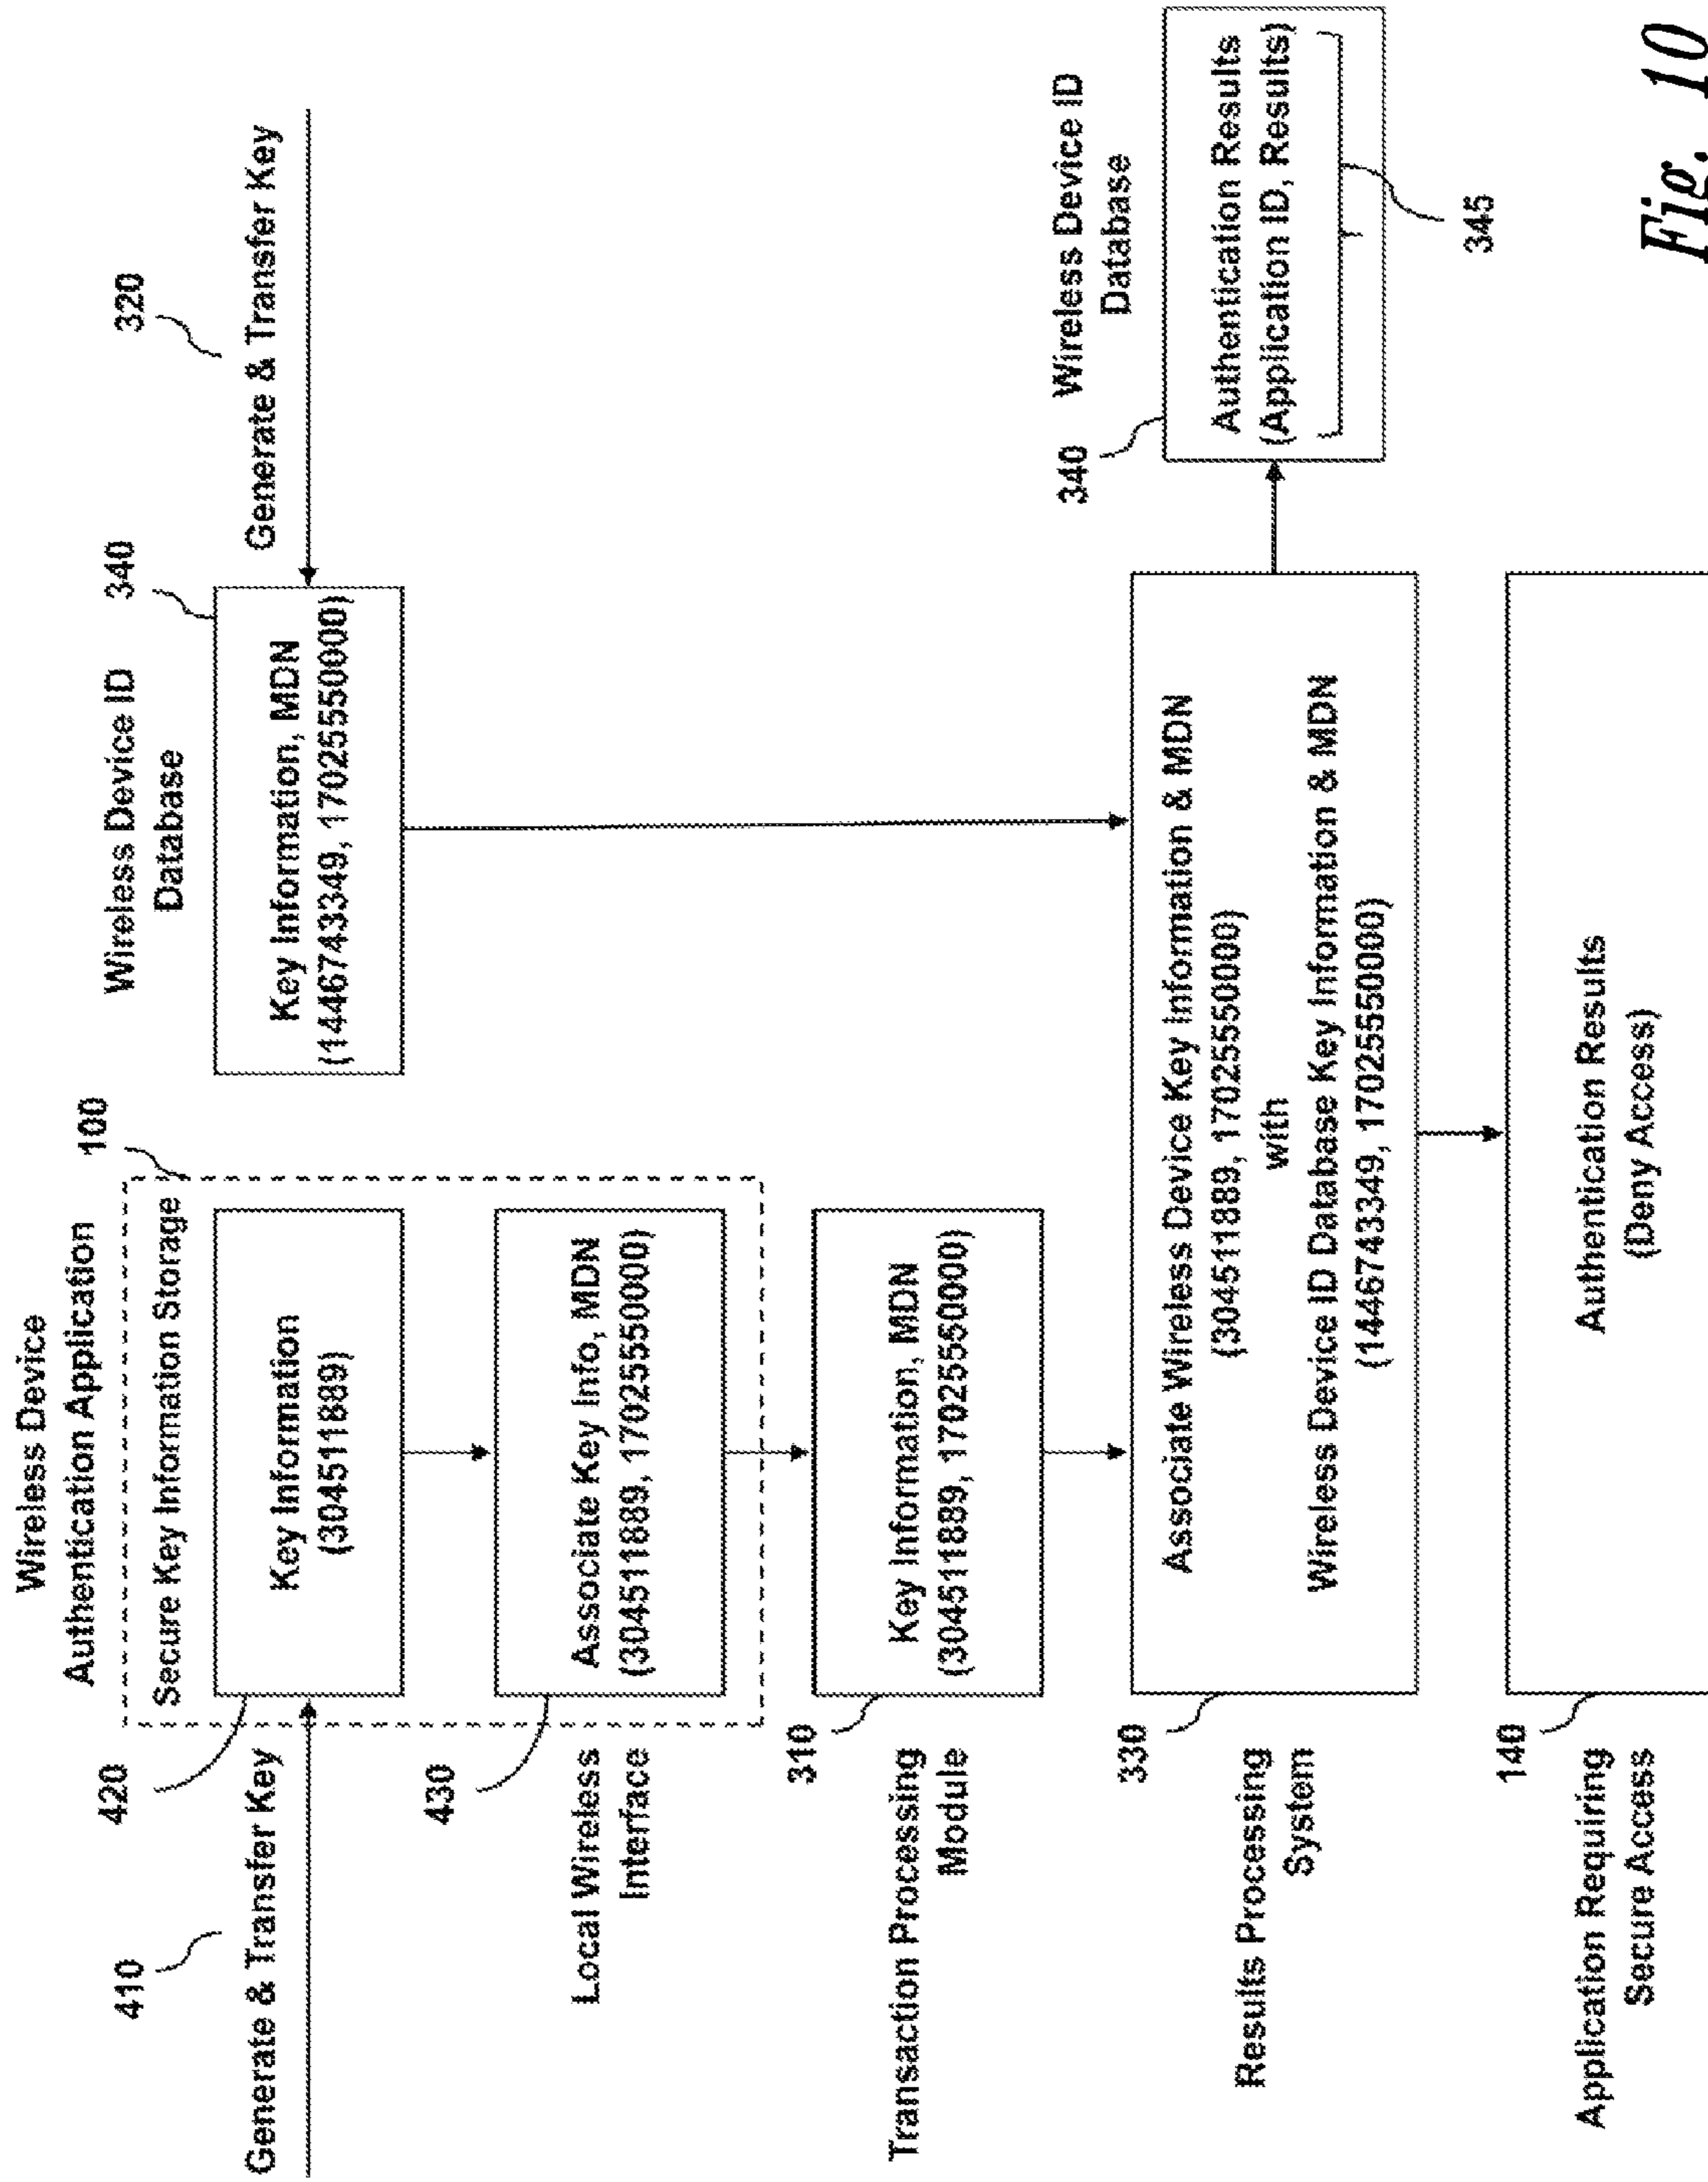 Wireless Device
Authentication Application
100
Secure Key Information Storage
410
Generate & Transfer Key
420
Key Information
(304511889)
Wireless Device ID
Database
340
Key Information, MDN
(1446743349, 17025550000)
320
Generate & Transfer Key
430
Local Wireless
Interface
Associate Key Info, MDN
(304511889, 17025550000)
310
Transaction Processing
Module
Key Information, MDN
(304511889, 17025550000)
330
Results Processing
System
Associate Wireless Device Key Information & MDN
(304511889, 17025550000)
with
Wireless Device ID Database Key Information & MDN
(1446743349, 17025550000)
340
Wireless Device ID
Database
Authentication Results
(Application ID, Results)
345
140
Application Requiring
Secure Access
Authentication Results
(Deny Access)
Fig. 10